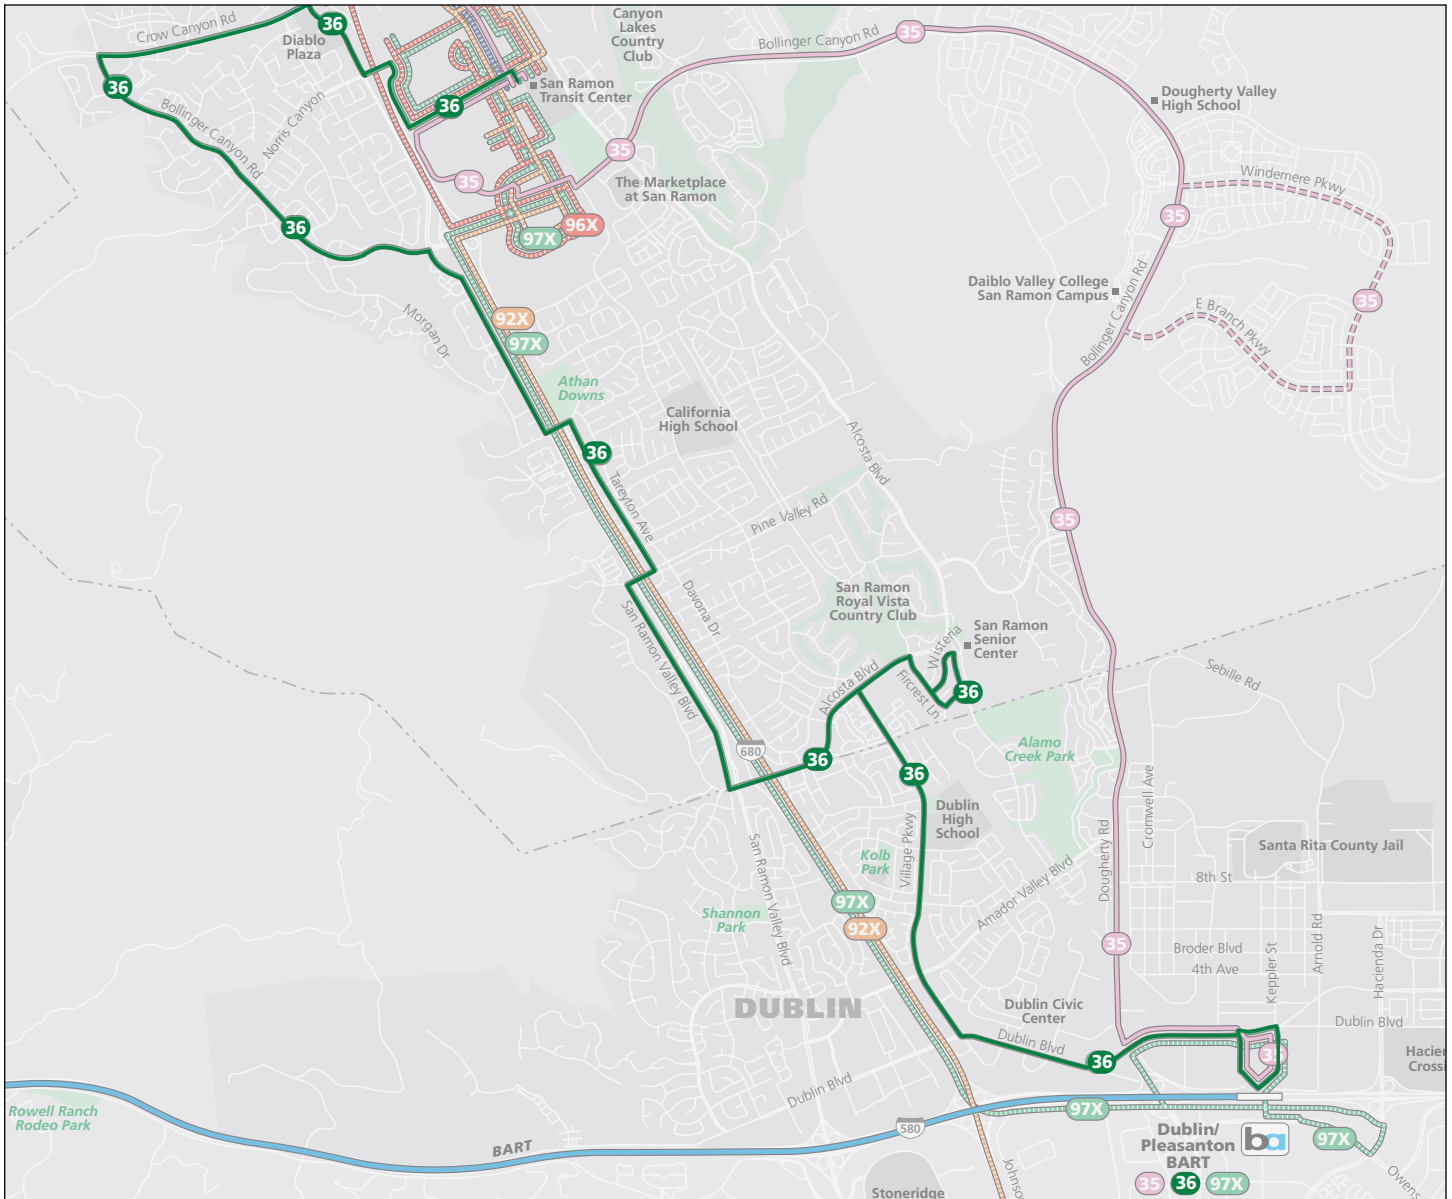 Crow Canyon Rd
36
Diablo
Plaza
36
Bollinger Canyon Rd
Norris Canyon
36
San Ramon
Transit Center
Canyon
Lakes
Country
Club
Bollinger Canyon Rd
35
Dougherty Valley
High School
35
35
The Marketplace
at San Ramon
Windemere Pkwy
35
36
97X
96X
Daiblo Valley College
San Ramon Campus
Bollinger Canyon Rd
E Branch Pkwy
35
Morgan Dr
92X
97X
Athan
Downs
California
High School
Alcosta Blvd
36
Tareyton Ave
Pine Valley Rd
35
Davona Dr
San Ramon Valley Blvd
San Ramon
Royal Vista
Country Club
Wisteria
San Ramon
Senior
Center
Alcosta Blvd
Fircrest Ln
36
Sebille Rd
680
36
36
Alamo
Creek Park
Dublin
High
School
Village Pkwy
Kolb
Park
Cromwell Ave
Dougherty Rd
Santa Rita County Jail
8th St
Amador Valley Blvd
San Ramon Valley Blvd
Shannon
Park
97X
92X
35
Broder Blvd
4th Ave
Keppler St
Arnold Rd
Hacienda Dr
DUBLIN
Dublin Civic
Center
Dublin Blvd
Dublin Blvd
36
35
Hacien
Crossi
Dublin Blvd
Rowell Ranch
Rodeo Park
BART
580
97X
Dublin/
Pleasanton
BART
ba
97X
35
36
97X
Owens
Johnso
Stoneridge